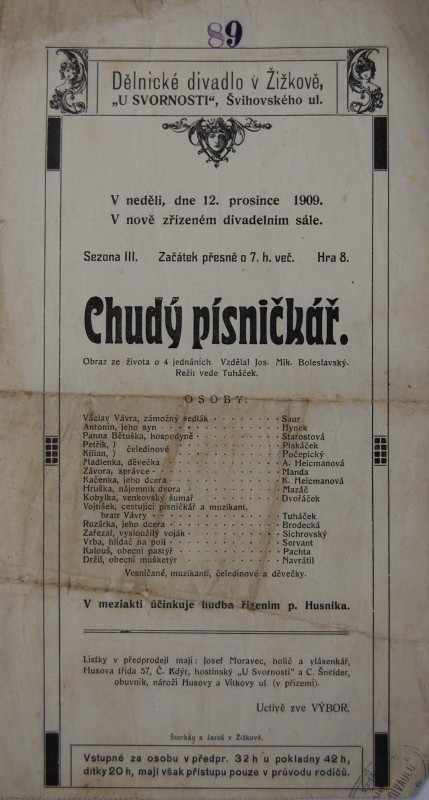 89
Dělnické divadlo v Žižkově,
„U SVORNOSTI“, Švihovského ul.
V neděli, dne 12. prosince 1909.
V nově zřízeném divadelním sále.
Sezona III. Začátek přesně o 7. h. več. Hra 8.
Chudý písničkář.
Obraz ze života o 4 jednáních. Vzdělal Jos. Mik. Boleslavský.
Režii vede Tuháček.
OSOBY:
Václav Vávra, zámožný sedlák · · · · · · · Saur
Antonín, jeho syn · · · · · · · Hynek
Panna Bětuška, hospodyně · · · · · · · Starostová
Petřík, ) čeledínové · · · · · · · Piskáček
Kilian, ) · · · · · · · Počepický
Madlenka, děvečka · · · · · · · A. Heicmanová
Závora, správce · · · · · · · Manda
Kačenka, jeho dcera · · · · · · · K. Heicmanová
Hruška, nájemník dvora · · · · · · · Mazáč
Kobylka, venkovský šumař · · · · · · · Dvořáček
Vojtíšek, cestující písničkář a muzikant,
bratr Vávry · · · · · · · Tuháček
Rozárka, jeho dcera · · · · · · · Brodecká
Zařezal, vysloužilý voják · · · · · · · Sichrovský
Vrba, hlídač na poli · · · · · · · Servant
Kalouš, obecní pastýř · · · · · · · Pachta
Držil, obecní mušketýr · · · · · · · Navrátil
Vesničané, muzikanti, čeledínové a děvečky.
V meziaktí účinkuje hudba řízením p. Husníka.
Lístky v předprodeji mají: Josef Moravec, holič a vlásenkář,
Husova třída 57, Č. Kdýr, hostinský „U Svornosti“ a C. Šneider,
obuvník, nároží Husovy a Vítkovy ul. (v přízemí).
Uctivě zve VÝBOR.
Štorkán a Jaroš v Žižkově.
Vstupné za osobu v předpr. 32 h u pokladny 42 h,
dítky 20 h, mají však přístupu pouze v průvodu rodičů.